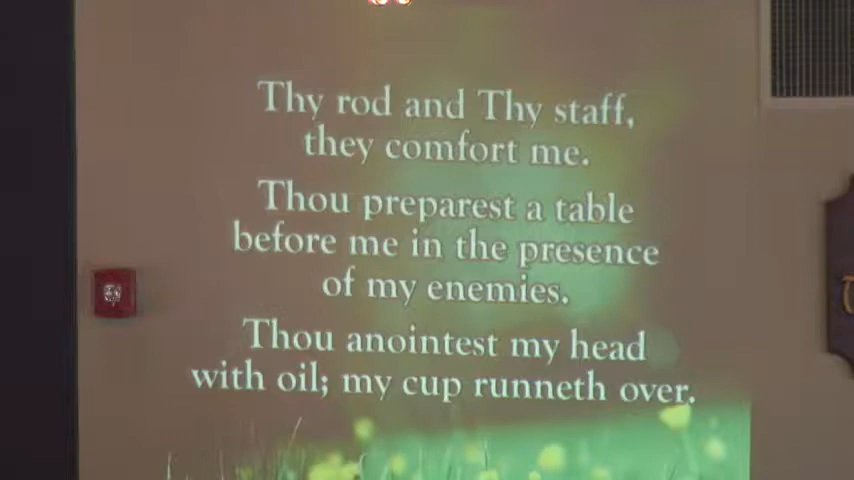 Thy rod and Thy staff,
they comfort me.
Thou preparest a table
before me in the presence
of my enemies.
Thou anointest my head
with oil; my cup runneth over.